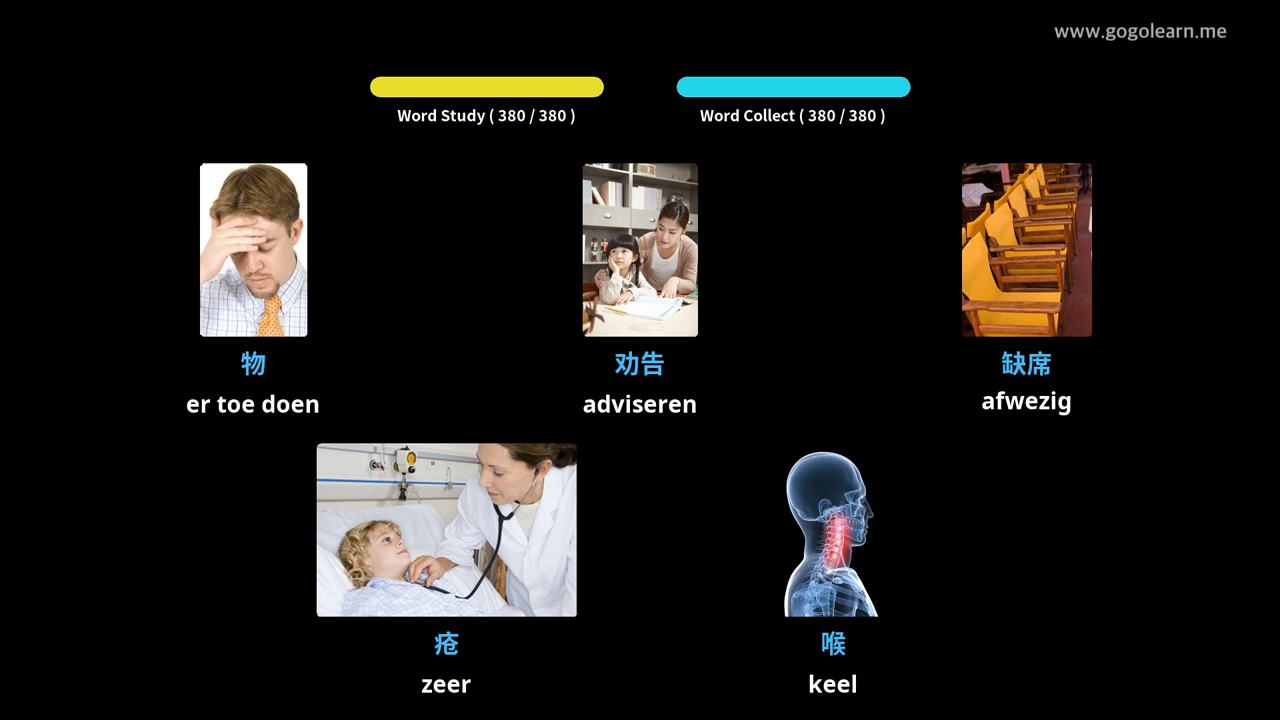 www.gogolearn.me
Word Study ( 380 / 380 )
Word Collect ( 380 / 380 )
物
er toe doen
劝告
adviseren
缺席
afwezig
疮
zeer
喉
keel